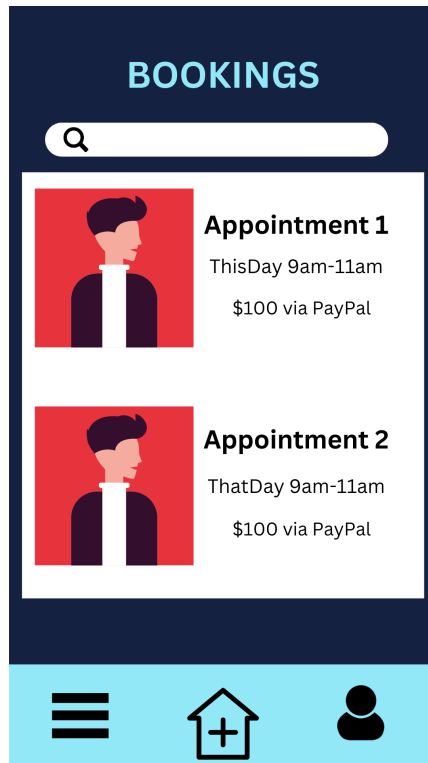 BOOKINGS
Appointment 1
ThisDay 9am-11am
$100 via PayPal
Appointment 2
ThatDay 9am-11am
$100 via PayPal